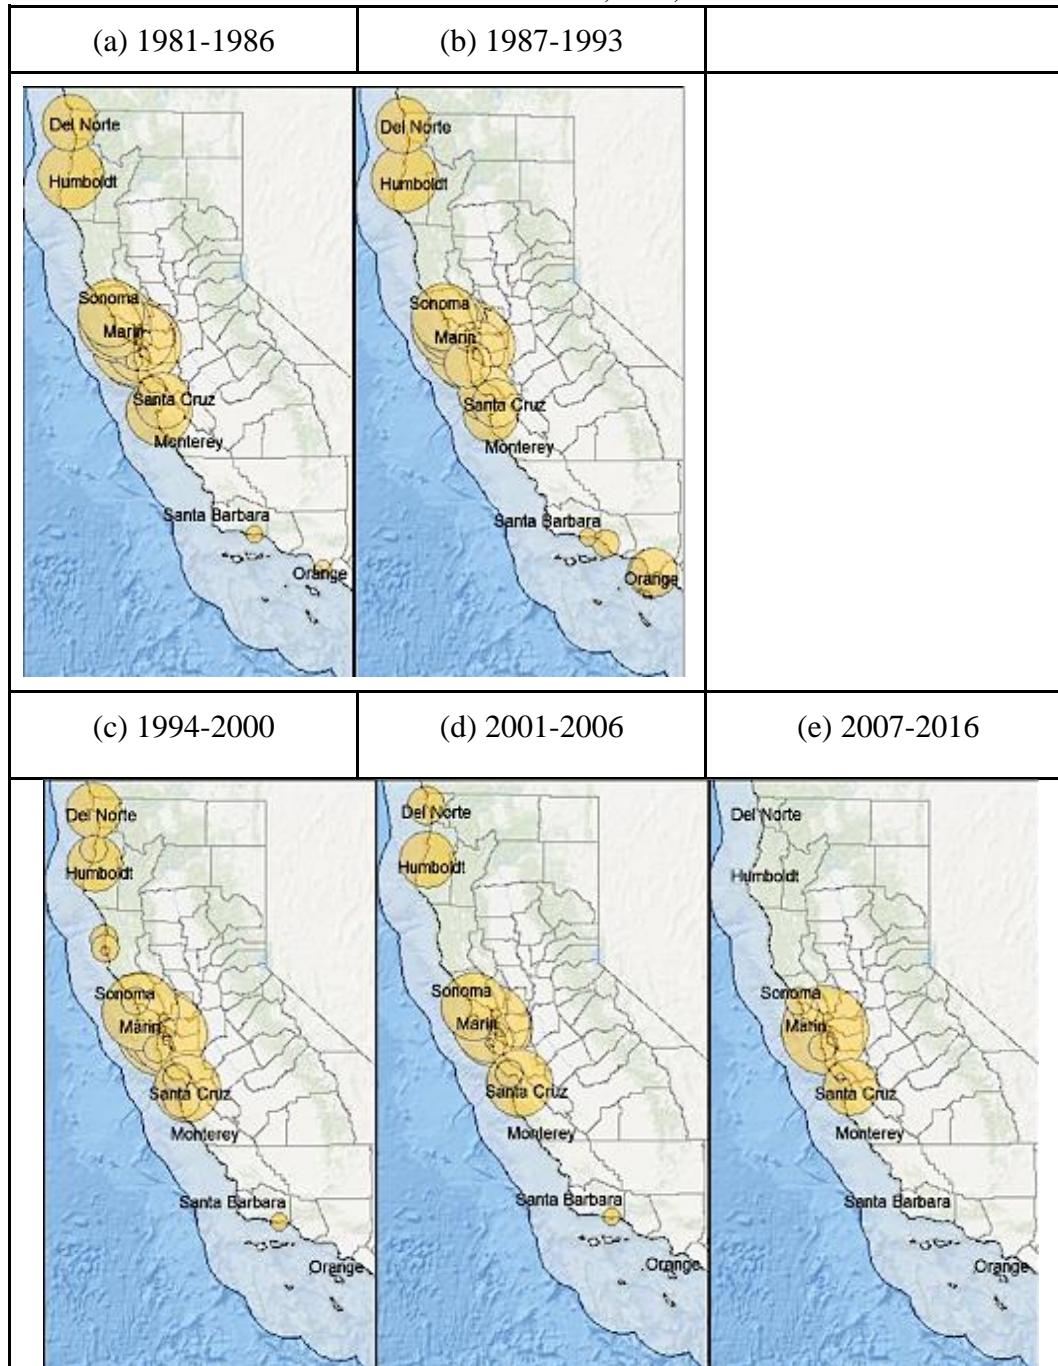 (a) 1981-1986
(b) 1987-1993
Del Norte
Humboldt
Sonoma
Marin
Santa Cruz
Monterey
Santa Barbara
Orange
Del Norte
Humboldt
Sonoma
Marin
Santa Cruz
Monterey
Santa Barbara
Orange
(c) 1994-2000
(d) 2001-2006
(e) 2007-2016
Del Norte
Humboldt
Sonoma
Marin
Santa Cruz
Monterey
Santa Barbara
Orange
Del Norte
Humboldt
Sonoma
Marin
Santa Cruz
Monterey
Santa Barbara
Orange
Del Norte
Humboldt
Sonoma
Marin
Santa Cruz
Monterey
Santa Barbara
Orange